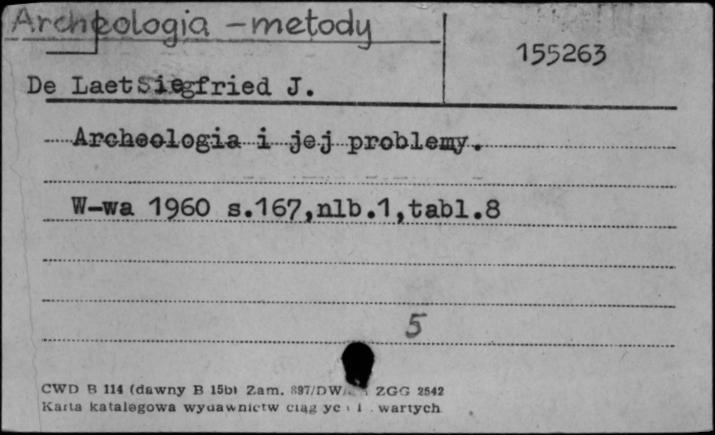 Archeologia - metody
155263
De Laet Siegfried J.
Archeologia i jej problemy.
W-wa 1960 s.167,nlb.1,tabl.8
5
CWD B 114 (dawny B 15b) Zam. 897/DW ZGG 2542
Karta katalogowa wydawnictw